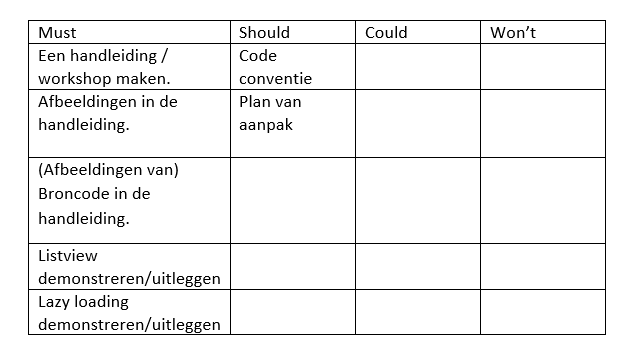 Must Should Could Won't
Een handleiding / Code
workshop maken. conventie
Afbeeldingen in de Plan van
handleiding. aanpak
(Afbeeldingen van)
Broncode in de
handleiding.
Listview
demonstreren/uitleggen
Lazy loading
demonstreren/uitleggen